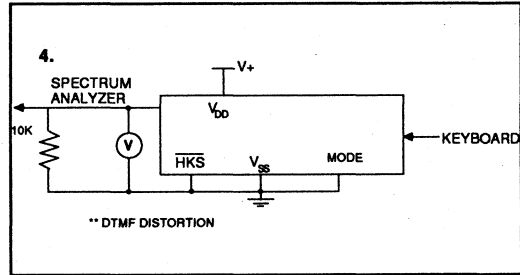 4.
V+
SPECTRUM
ANALYZER
V_DD
10K
V
KEYBOARD
HKS
V_SS
MODE
** DTMF DISTORTION